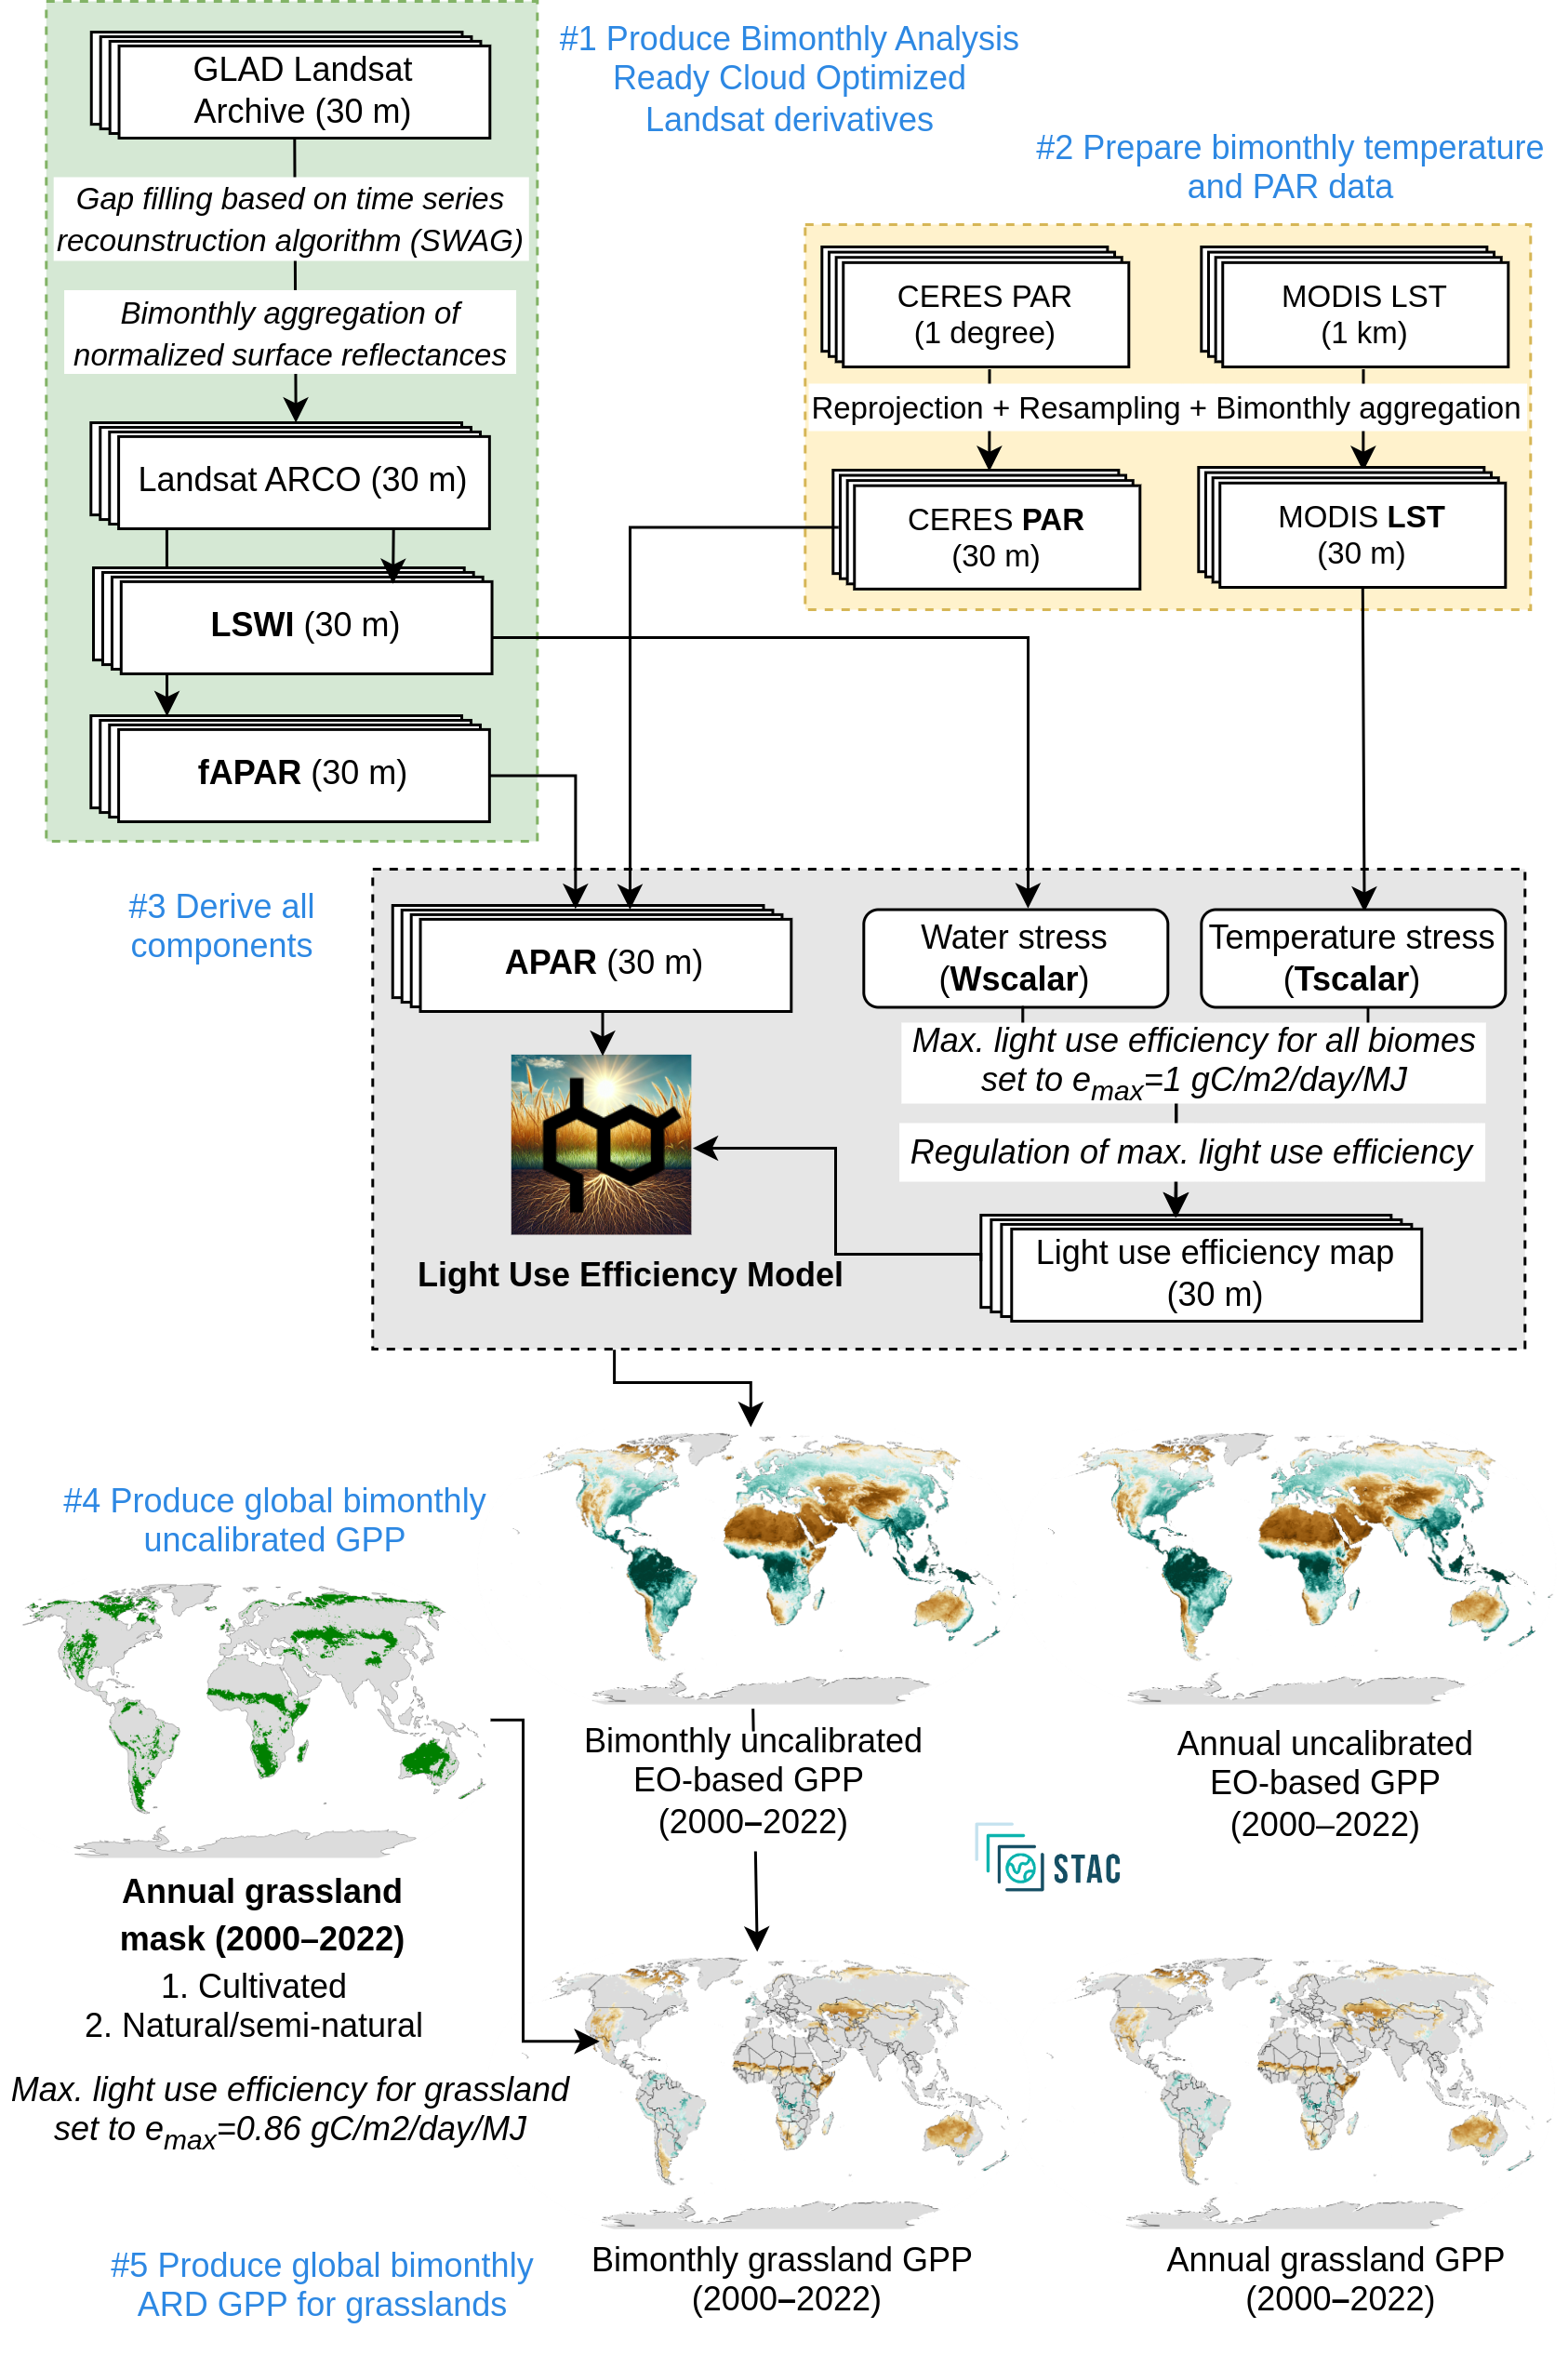 #1 Produce Bimonthly Analysis
Ready Cloud Optimized
Landsat derivatives
GLAD Landsat
Archive (30 m)
Gap filling based on time series
recounstruction algorithm (SWAG)
Bimonthly aggregation of
normalized surface reflectances
Landsat ARCO (30 m)
LSWI (30 m)
fAPAR (30 m)
#2 Prepare bimonthly temperature
and PAR data
CERES PAR
(1 degree)
MODIS LST
(1 km)
Reprojection + Resampling + Bimonthly aggregation
CERES PAR
(30 m)
MODIS LST
(30 m)
#3 Derive all
components
APAR (30 m)
Water stress
(Wscalar)
Temperature stress
(Tscalar)
Max. light use efficiency for all biomes
set to emax=1 gC/m2/day/MJ
Regulation of max. light use efficiency
Light Use Efficiency Model
Light use efficiency map
(30 m)
#4 Produce global bimonthly
uncalibrated GPP
Bimonthly uncalibrated
EO-based GPP
(2000–2022)
Annual uncalibrated
EO-based GPP
(2000–2022)
STAC
Annual grassland
mask (2000–2022)
1. Cultivated
2. Natural/semi-natural
Max. light use efficiency for grassland
set to emax=0.86 gC/m2/day/MJ
#5 Produce global bimonthly
ARD GPP for grasslands
Bimonthly grassland GPP
(2000–2022)
Annual grassland GPP
(2000–2022)